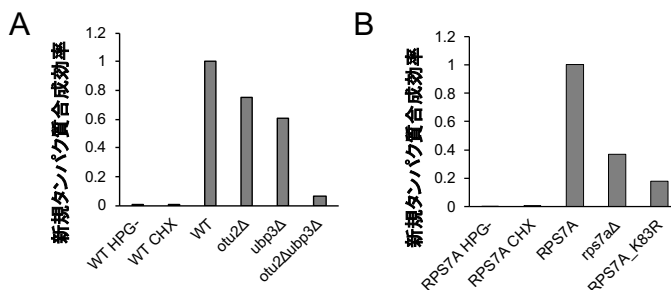 A
新規タンパク質合成効率
1.2
1
0.8
0.6
0.4
0.2
0
WT HPG-
WT CHX
WT
otu2Δ
ubp3Δ
otu2Δubp3Δ
B
新規タンパク質合成効率
1.2
1
0.8
0.6
0.4
0.2
0
RPS7A HPG-
RPS7A CHX
RPS7A
rps7aΔ
RPS7A_K83R